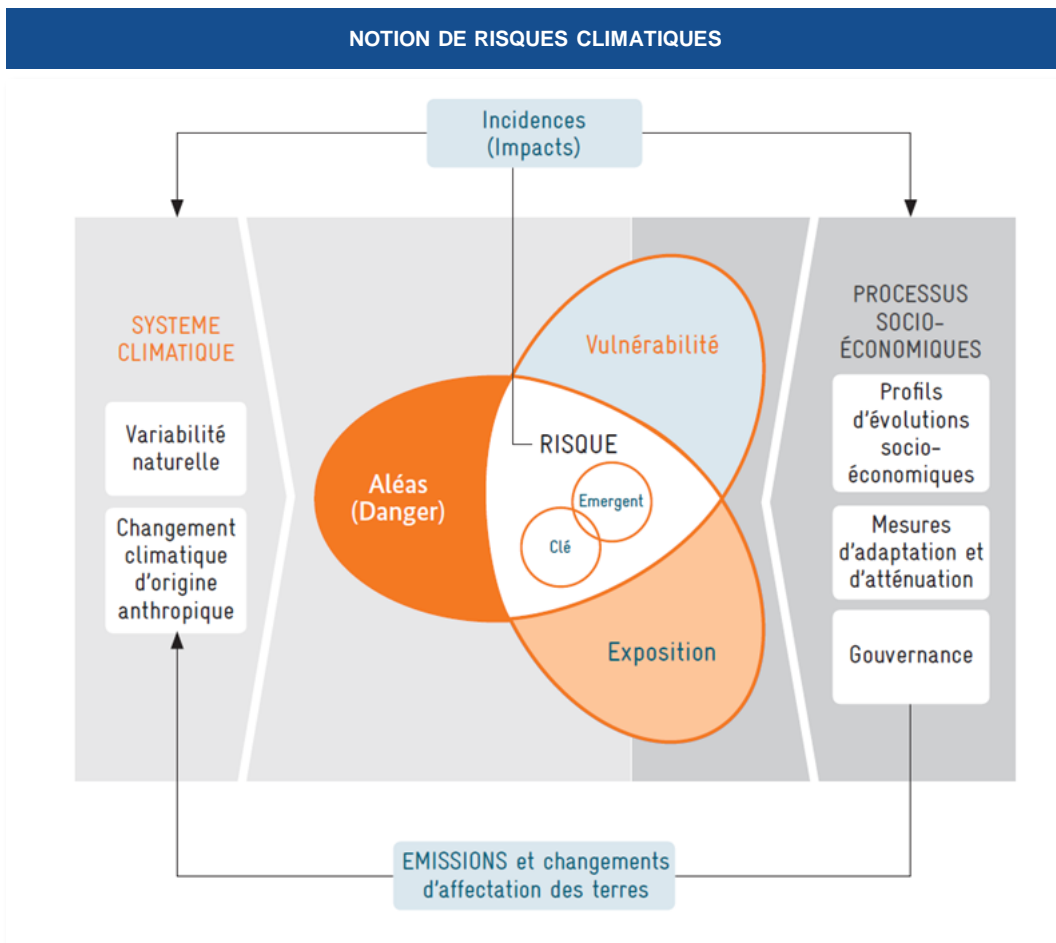 NOTION DE RISQUES CLIMATIQUES
Incidences
(Impacts)
SYSTEME
CLIMATIQUE
Variabilité
naturelle
Changement
climatique
d'origine
anthropique
Vulnérabilité
RISQUE
Aléas
(Danger)
Emergent
Clé
Exposition
PROCESSUS
SOCIO-
ÉCONOMIQUES
Profils
d'évolutions
socio-
économiques
Mesures
d'adaptation et
d'atténuation
Gouvernance
EMISSIONS et changements
d'affectation des terres